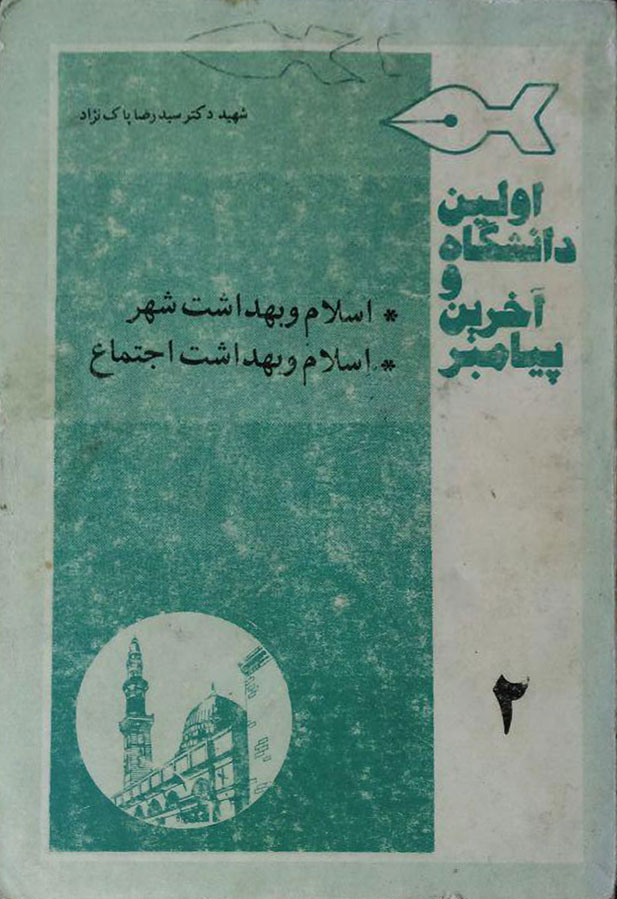 شهید دکتر سید رضا پاک نژاد
اولین
دانشگاه
و
آخرین
پیامبر
* اسلام و بهداشت شهر
* اسلام و بهداشت اجتماع
۲